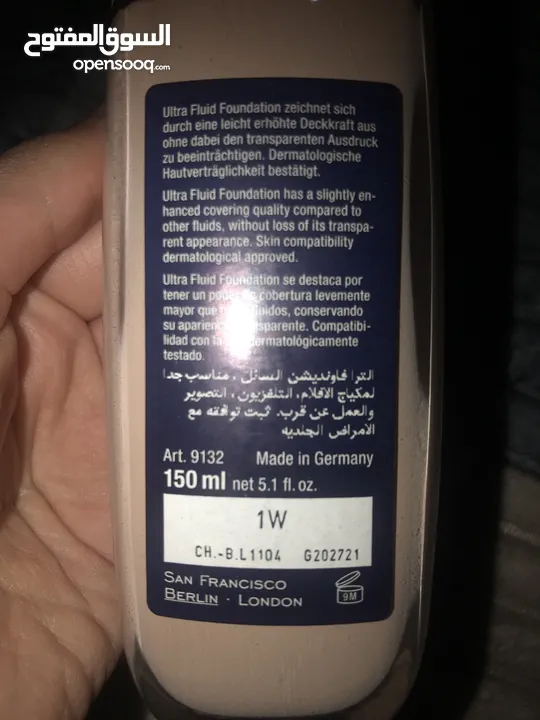 السوق المفتوح
opensooq.com
Ultra Fluid Foundation zeichnet sich
durch eine leicht erhöhte Deckkraft aus
ohne dabei den transparenten Ausdruck
zu beeinträchtigen. Dermatologische
Hautverträglichkeit bestätigt.
Ultra Fluid Foundation has a slightly en-
hanced covering quality compared to
other fluids, without loss of its transpa-
rent appearance. Skin compatibility
dermatological approved.
Ultra Fluid Foundation se destaca por
tener un cobertura levemente
mayor que fluidos, conservando
su aparien transparente. Compatibi-
lidad con la dermatológicamente
testado.
الترا فاونديشن السائل، مناسب جدا
لمكياج الافلام، التلفزيون، التصوير
والعمل عن قرب. ثبت توافقه مع
الامراض الجلديه
Art. 9132 Made in Germany
150 ml net 5.1 fl. oz.
1W
CH.-B.L1104 G202721
SAN FRANCISCO
BERLIN · LONDON
9M